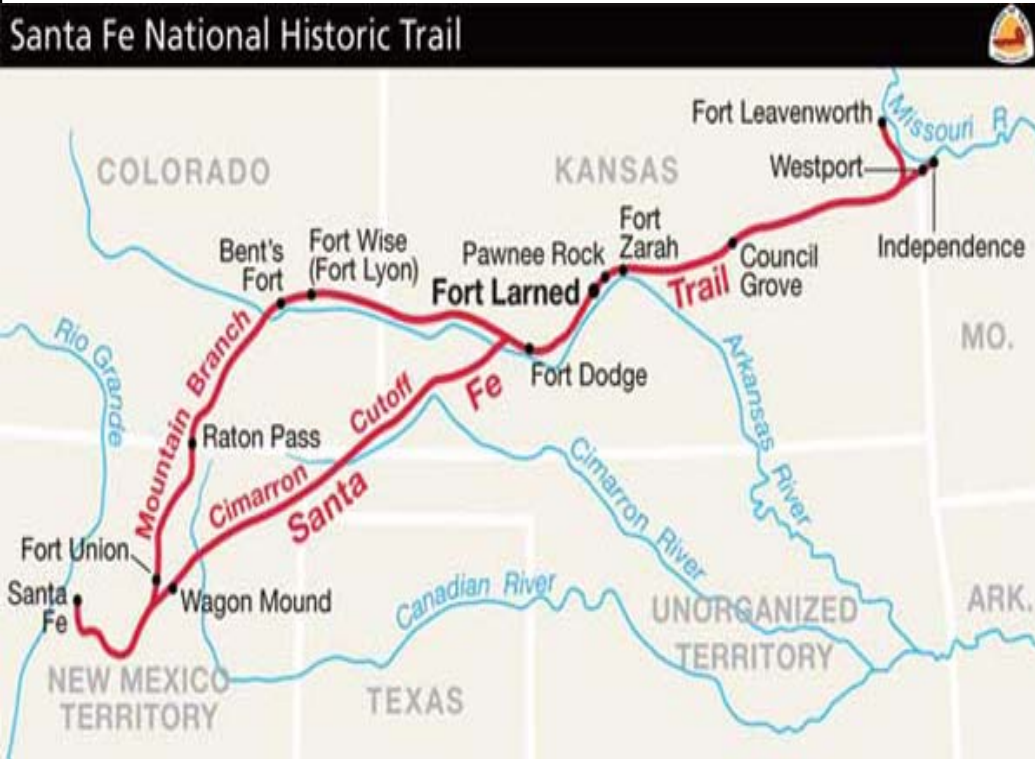 Santa Fe National Historic Trail
Fort Leavenworth
Missouri R
COLORADO
KANSAS
Westport
Fort
Zarah
Independence
Bent's
Fort
Fort Wise
(Fort Lyon)
Pawnee Rock
Council
Grove
Fort Larned
Trail
MO.
Rio Grande
Mountain Branch
Fort Dodge
Fe
Cutoff
Arkansas River
Raton Pass
Cimarron
Santa
Cimarron River
Fort Union
Santa
Fe
Wagon Mound
Canadian River
UNORGANIZED
TERRITORY
ARK.
NEW MEXICO
TERRITORY
TEXAS